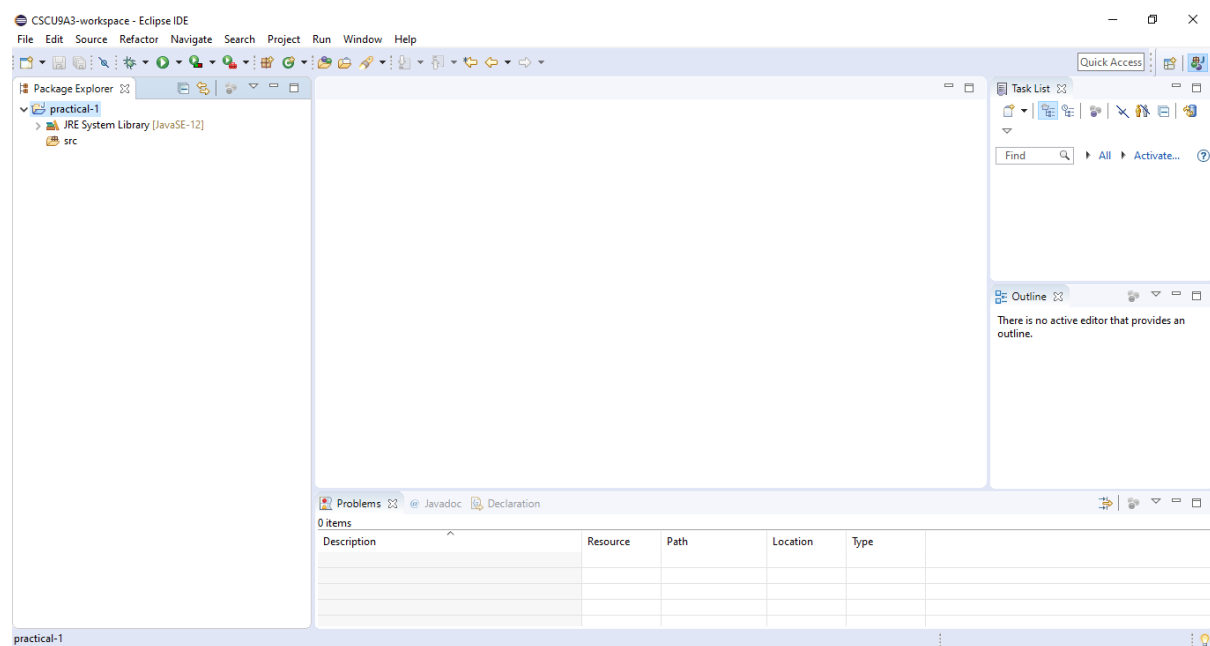 CSCU9A3-workspace - Eclipse IDE
File Edit Source Refactor Navigate Search Project Run Window Help
Quick Access
Package Explorer
practical-1
JRE System Library [JavaSE-12]
src
Task List
Find All Activate...
Outline
There is no active editor that provides an
outline.
Problems Javadoc Declaration
0 items
Description Resource Path Location Type
practical-1